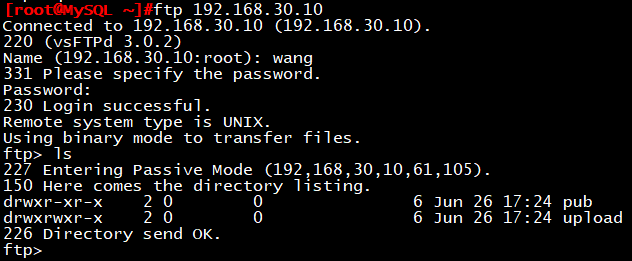 [root@MySQL ~]#ftp 192.168.30.10
Connected to 192.168.30.10 (192.168.30.10).
220 (vsFTPd 3.0.2)
Name (192.168.30.10:root): wang
331 Please specify the password.
Password:
230 Login successful.
Remote system type is UNIX.
Using binary mode to transfer files.
ftp> ls
227 Entering Passive Mode (192,168,30,10,61,105).
150 Here comes the directory listing.
drwxr-xr-x    2 0        0               6 Jun 26 17:24 pub
drwxrwxr-x    2 0        0               6 Jun 26 17:24 upload
226 Directory send OK.
ftp>